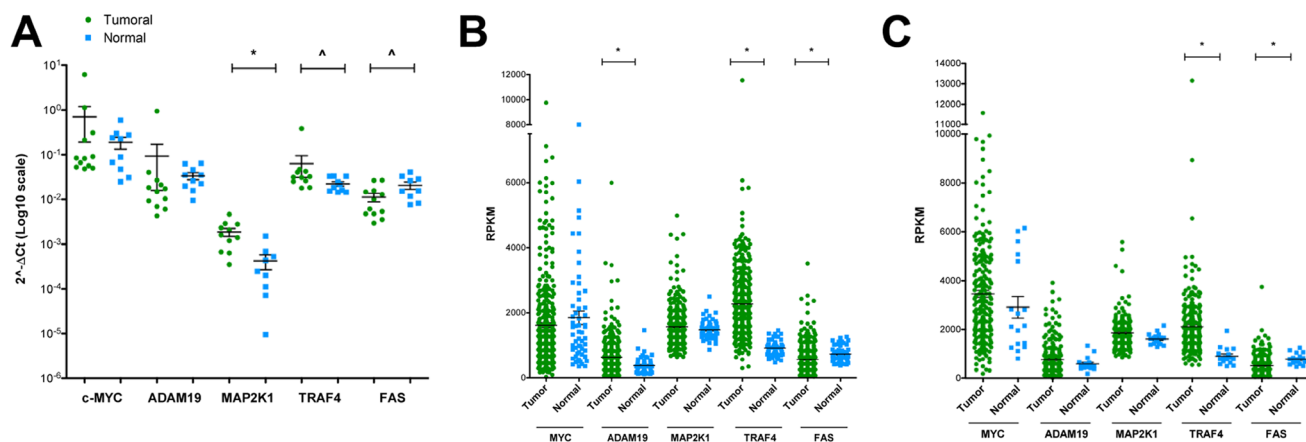 A
Tumoral
Normal
* ^ ^
2^-ΔCt (Log10 scale)
10^1
10^0
10^-1
10^-2
10^-3
10^-4
10^-5
10^-6
c-MYC ADAM19 MAP2K1 TRAF4 FAS
B
* * *
RPKM
12000
10000
8000
6000
4000
2000
0
Tumor Normal Tumor Normal Tumor Normal Tumor Normal Tumor Normal
MYC ADAM19 MAP2K1 TRAF4 FAS
C
* *
RPKM
14000
13000
12000
11000
10000
8000
6000
4000
2000
0
Tumor Normal Tumor Normal Tumor Normal Tumor Normal Tumor Normal
MYC ADAM19 MAP2K1 TRAF4 FAS